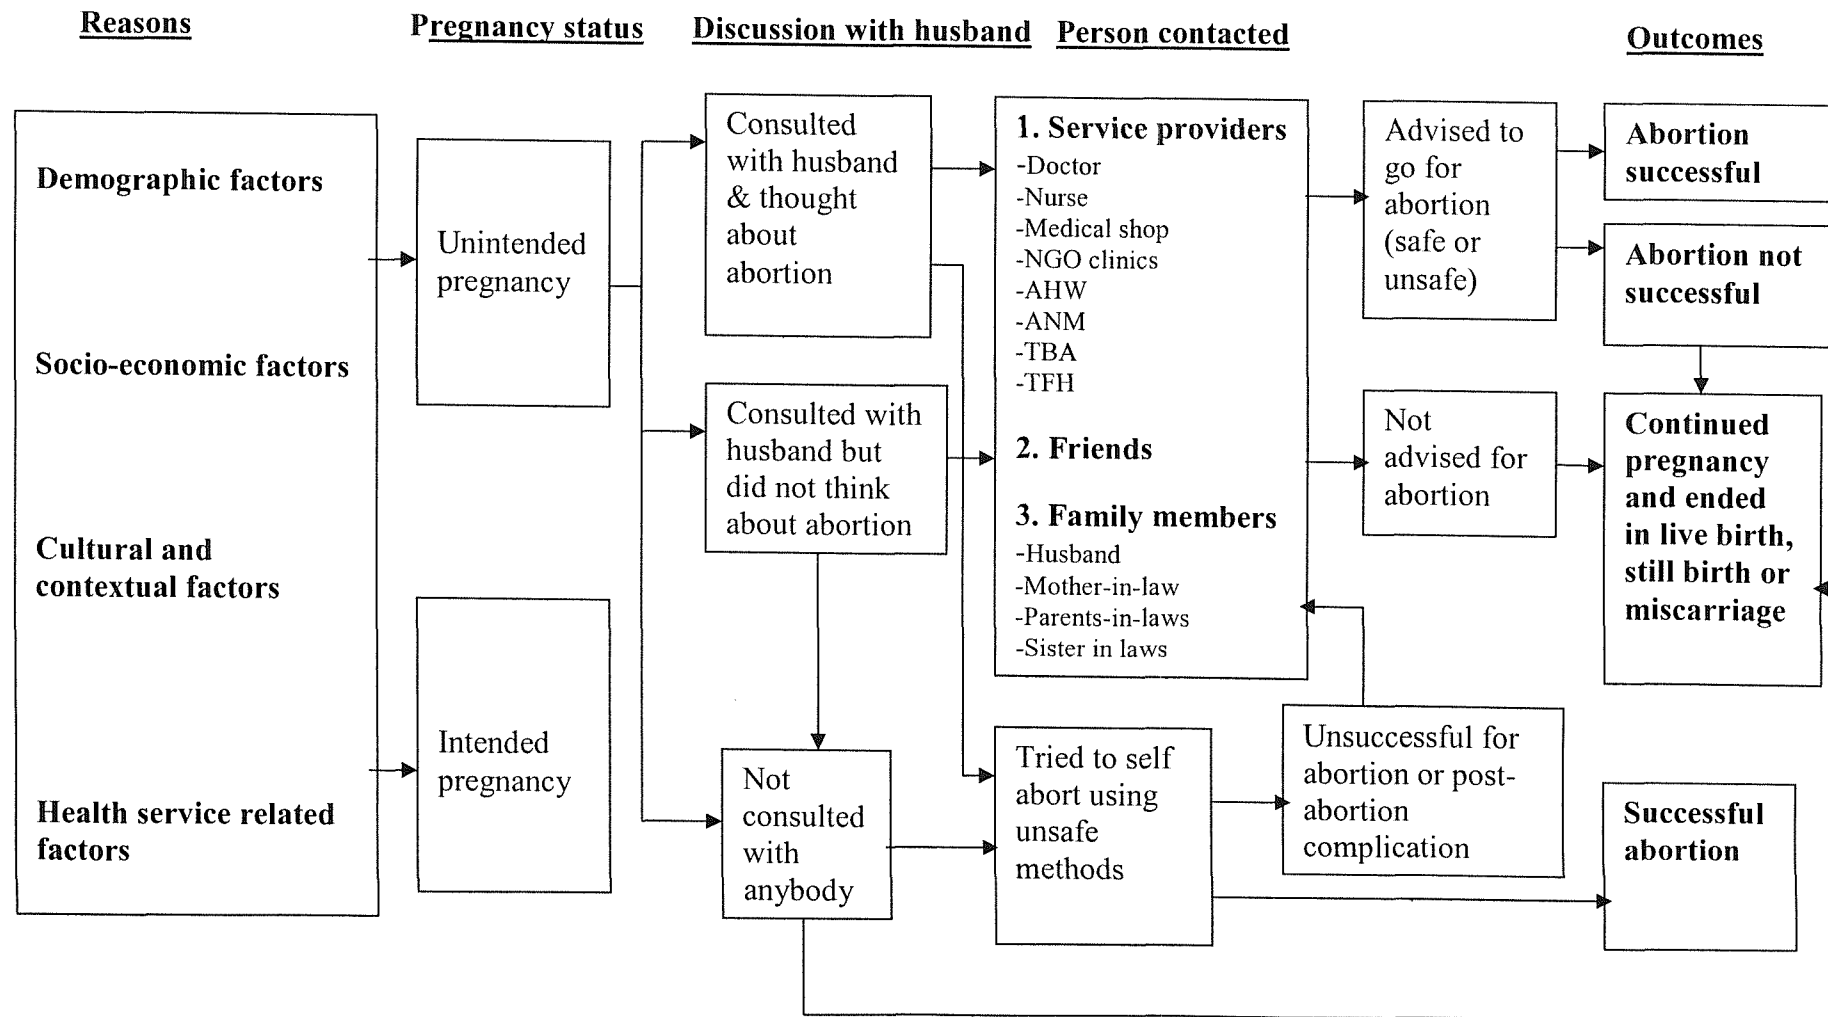 Reasons
Pregnancy status
Discussion with husband
Person contacted
Outcomes
Demographic factors
Socio-economic factors
Cultural and
contextual factors
Health service related
factors
Unintended
pregnancy
Intended
pregnancy
Consulted
with husband
& thought
about
abortion
Consulted with
husband but
did not think
about abortion
Not
consulted
with
anybody
1. Service providers
-Doctor
-Nurse
-Medical shop
-NGO clinics
-AHW
-ANM
-TBA
-TFH
2. Friends
3. Family members
-Husband
-Mother-in-law
-Parents-in-laws
-Sister in laws
Tried to self
abort using
unsafe
methods
Advised to
go for
abortion
(safe or
unsafe)
Not
advised for
abortion
Unsuccessful for
abortion or post-
abortion
complication
Abortion
successful
Abortion not
successful
Continued
pregnancy
and ended
in live birth,
still birth or
miscarriage
Successful
abortion